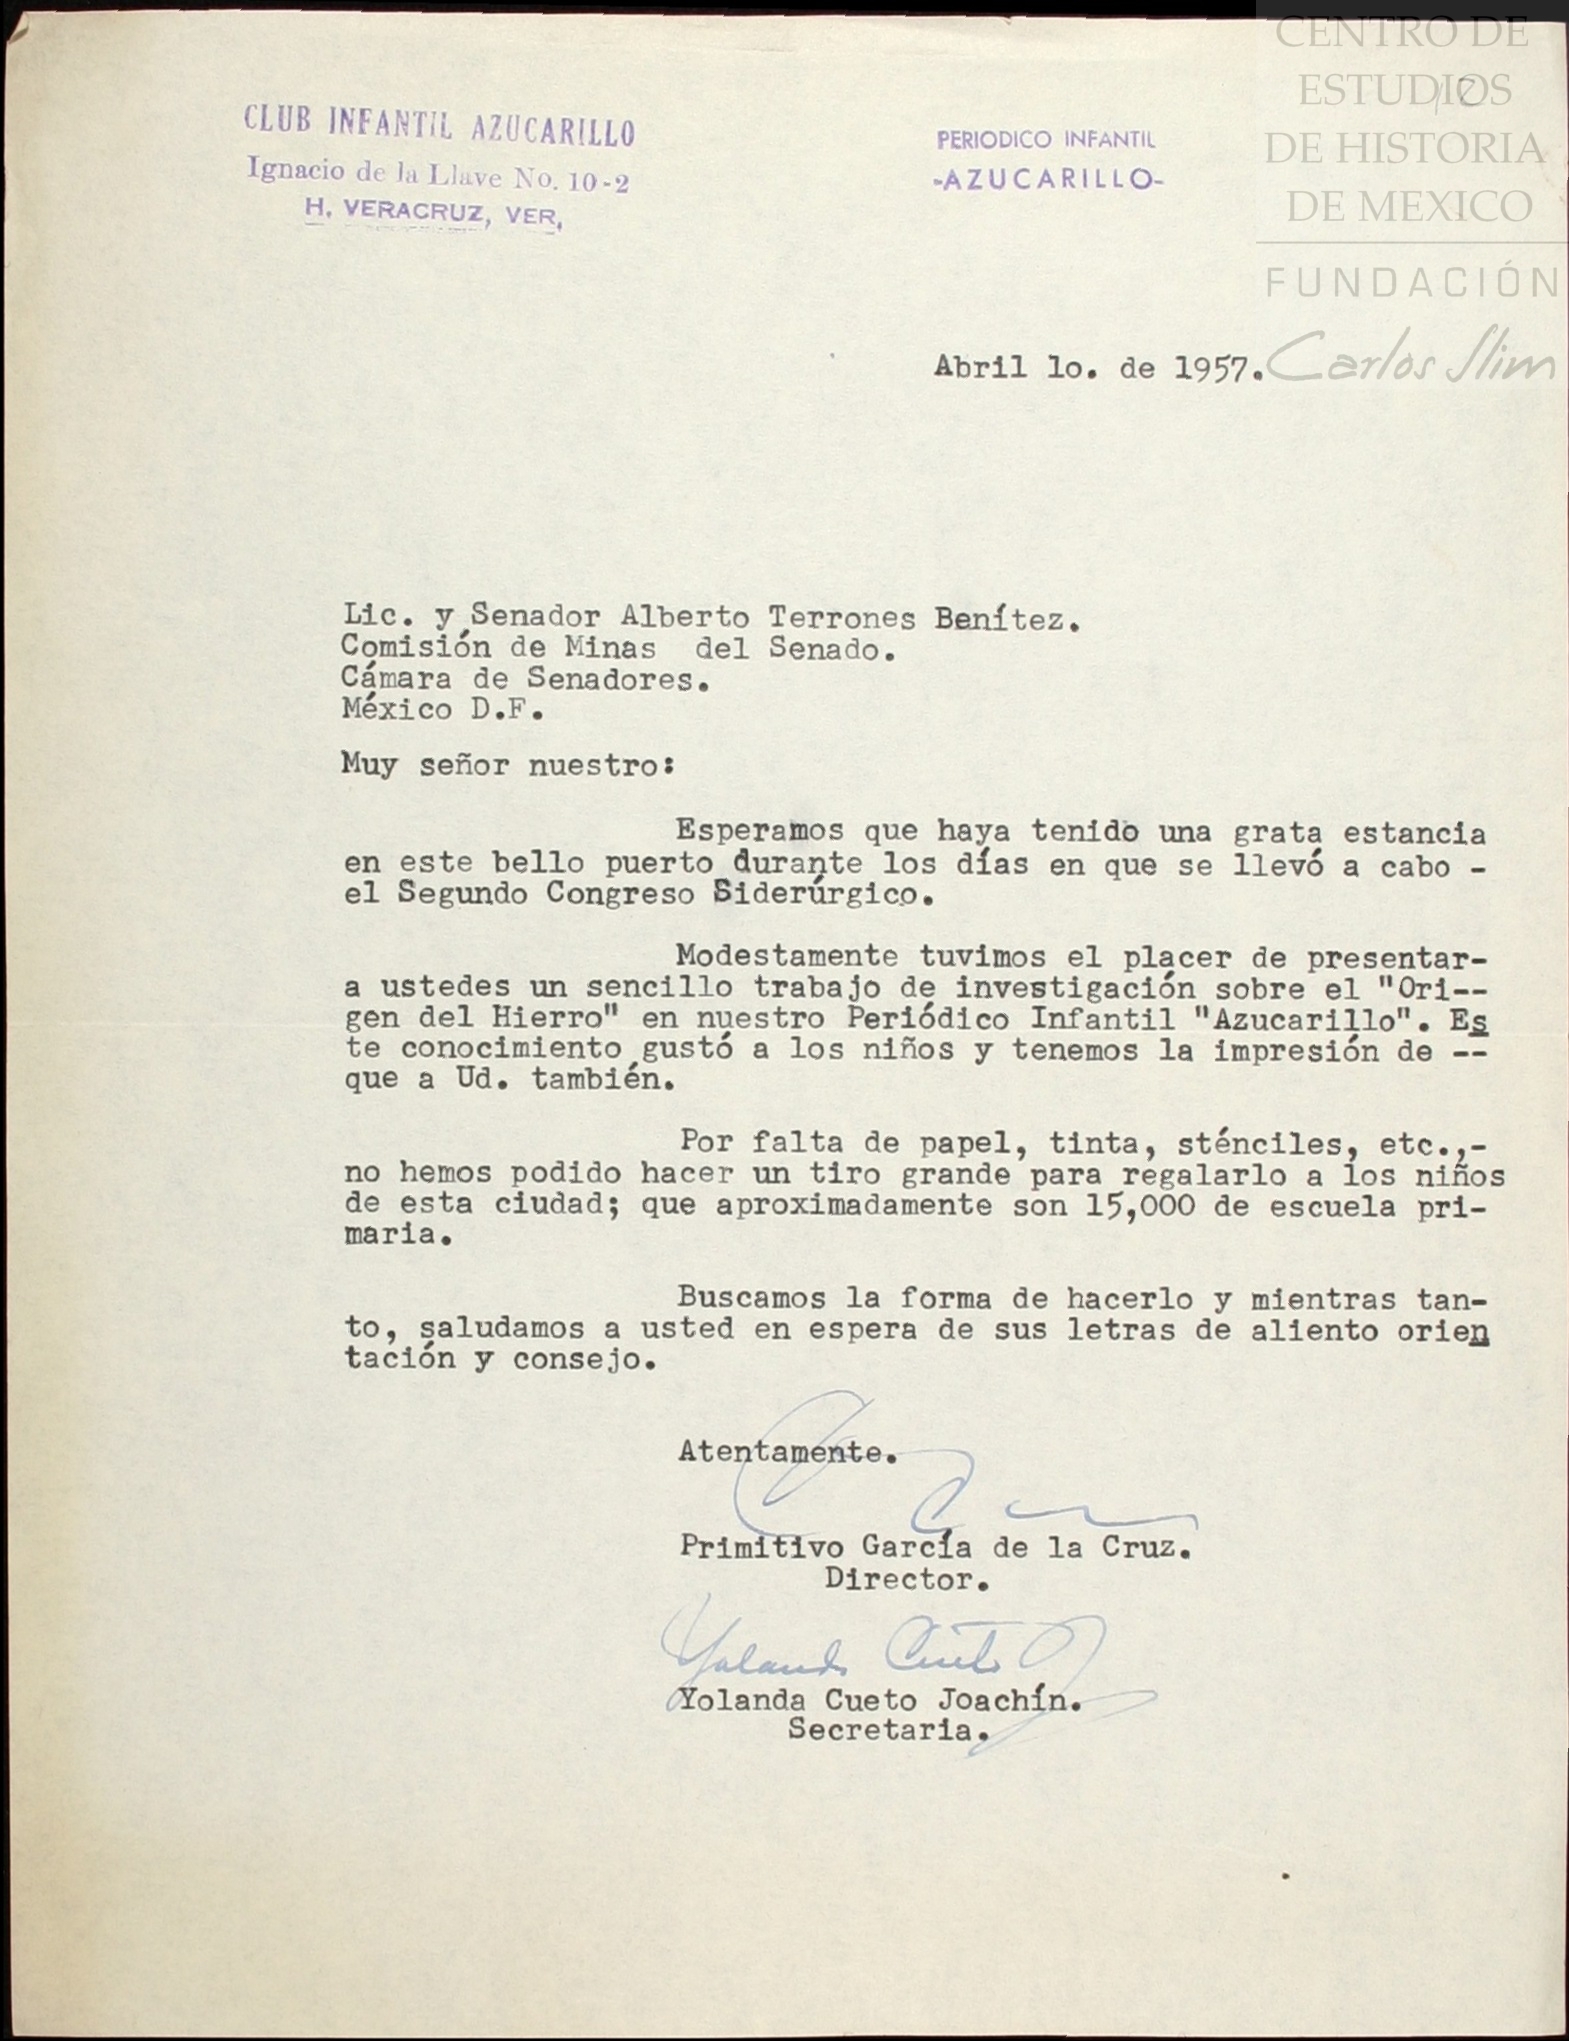 CENTRO DE
ESTUDIOS
DE HISTORIA
DE MEXICO
FUNDACIÓN
Carlos Slim
CLUB INFANTIL AZUCARILLO
Ignacio de la Llave No. 10-2
H. VERACRUZ, VER,
PERIODICO INFANTIL
-AZUCARILLO-
Abril 1o. de 1957.
Lic. y Senador Alberto Terrones Benítez.
Comisión de Minas del Senado.
Cámara de Senadores.
México D.F.
Muy señor nuestro:
Esperamos que haya tenido una grata estancia
en este bello puerto durante los días en que se llevó a cabo -
el Segundo Congreso Siderúrgico.
Modestamente tuvimos el placer de presentar-
a ustedes un sencillo trabajo de investigación sobre el "Ori--
gen del Hierro" en nuestro Periódico Infantil "Azucarillo". Es
te conocimiento gustó a los niños y tenemos la impresión de --
que a Ud. también.
Por falta de papel, tinta, sténciles, etc.,-
no hemos podido hacer un tiro grande para regalarlo a los niños
de esta ciudad; que aproximadamente son 15,000 de escuela pri-
maria.
Buscamos la forma de hacerlo y mientras tan-
to, saludamos a usted en espera de sus letras de aliento orien
tación y consejo.
Atentamente.
Primitivo García de la Cruz.
Director.
Yolanda Cueto J
Yolanda Cueto Joachín.
Secretaria.